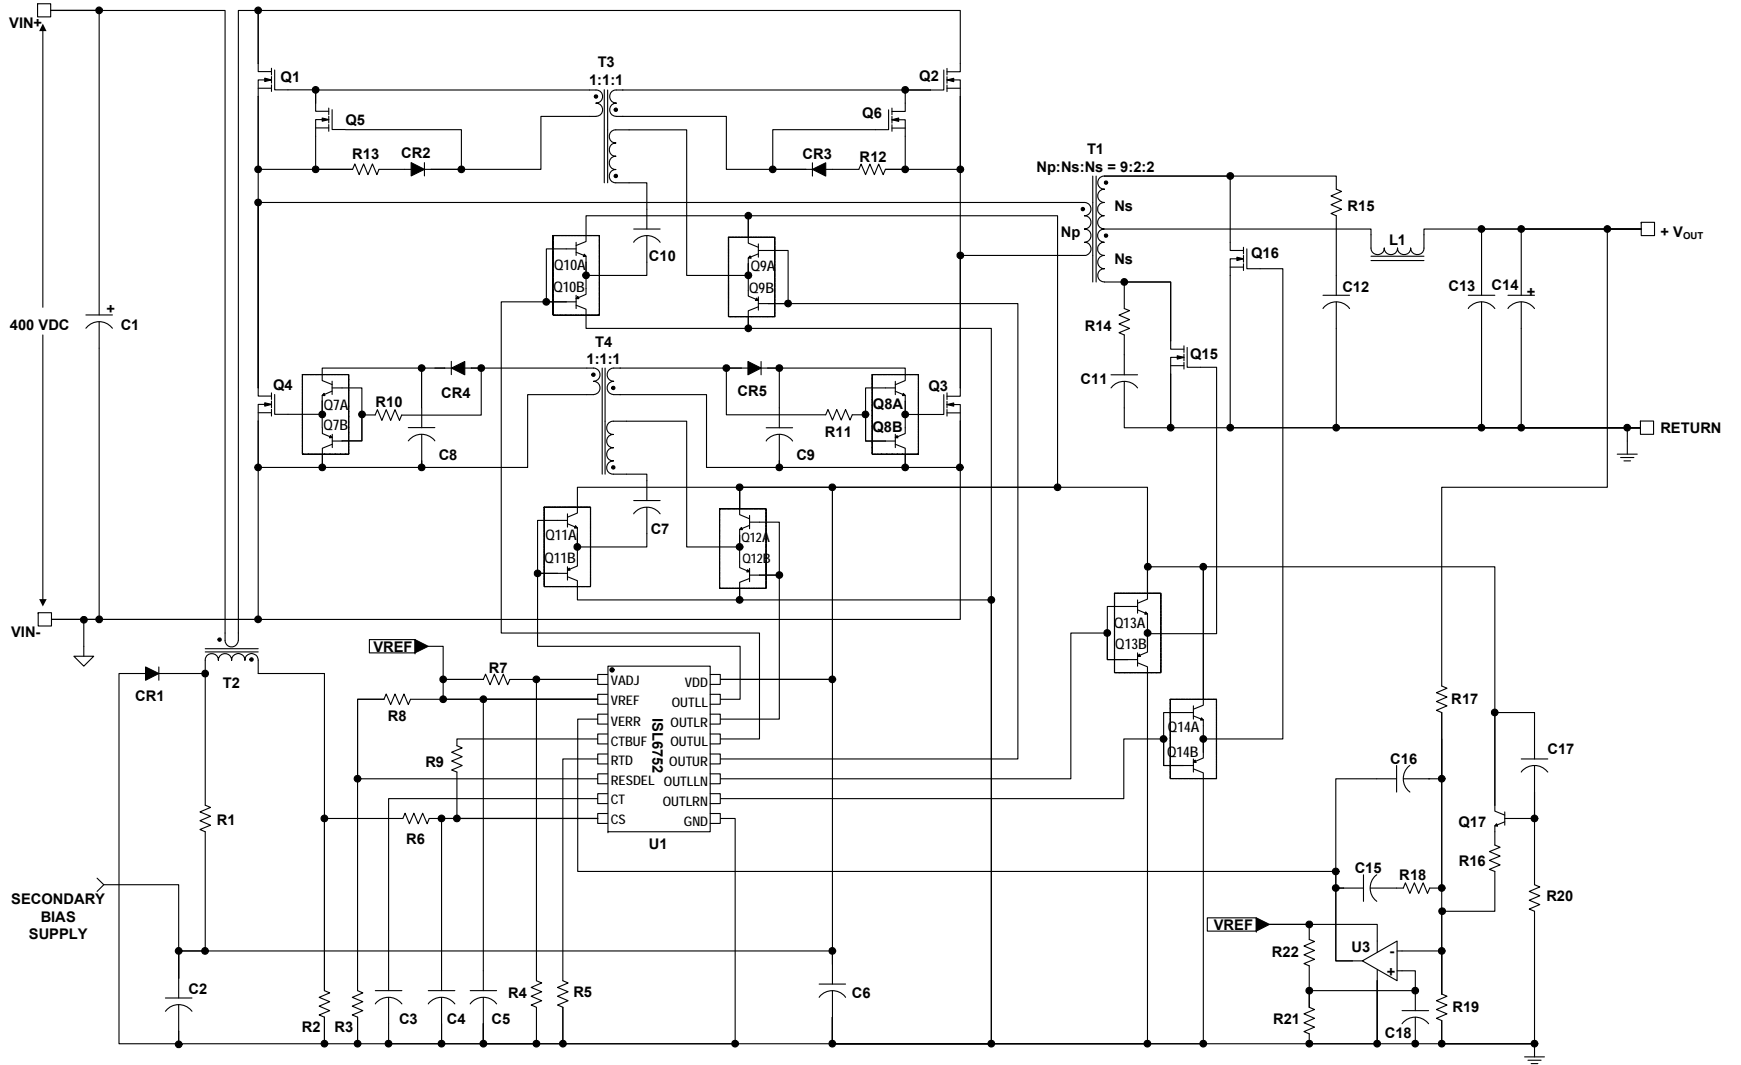 VIN+
400 VDC
C1
+
VIN-
Q1
Q5
R13
CR2
T3
1:1:1
Q2
Q6
CR3
R12
C10
Q10A
Q10B
Q9A
Q9B
T1
Np:Ns:Ns = 9:2:2
Ns
Np
Ns
R15
Q16
L1
+ VOUT
R14
C12
C13
C14
+
Q15
C11
RETURN
T4
1:1:1
Q4
Q7A
Q7B
R10
CR4
C8
CR5
C9
R11
Q8A
Q8B
Q3
C7
Q11A
Q11B
Q12A
Q12B
Q13A
Q13B
Q14A
Q14B
T2
CR1
VREF
R7
R8
R9
R6
VADJ
VREF
VERR
CTBUF
RTD
RESDEL
CT
CS
ISL6752
VDD
OUTLL
OUTLR
OUTUL
OUTUR
OUTLLN
OUTLRN
GND
U1
R1
SECONDARY
BIAS
SUPPLY
C2
R2
R3
C3
C4
C5
R4
R5
C6
R17
C16
C17
Q17
R16
C15
R18
R20
VREF
R22
U3
-
+
R21
C18
R19